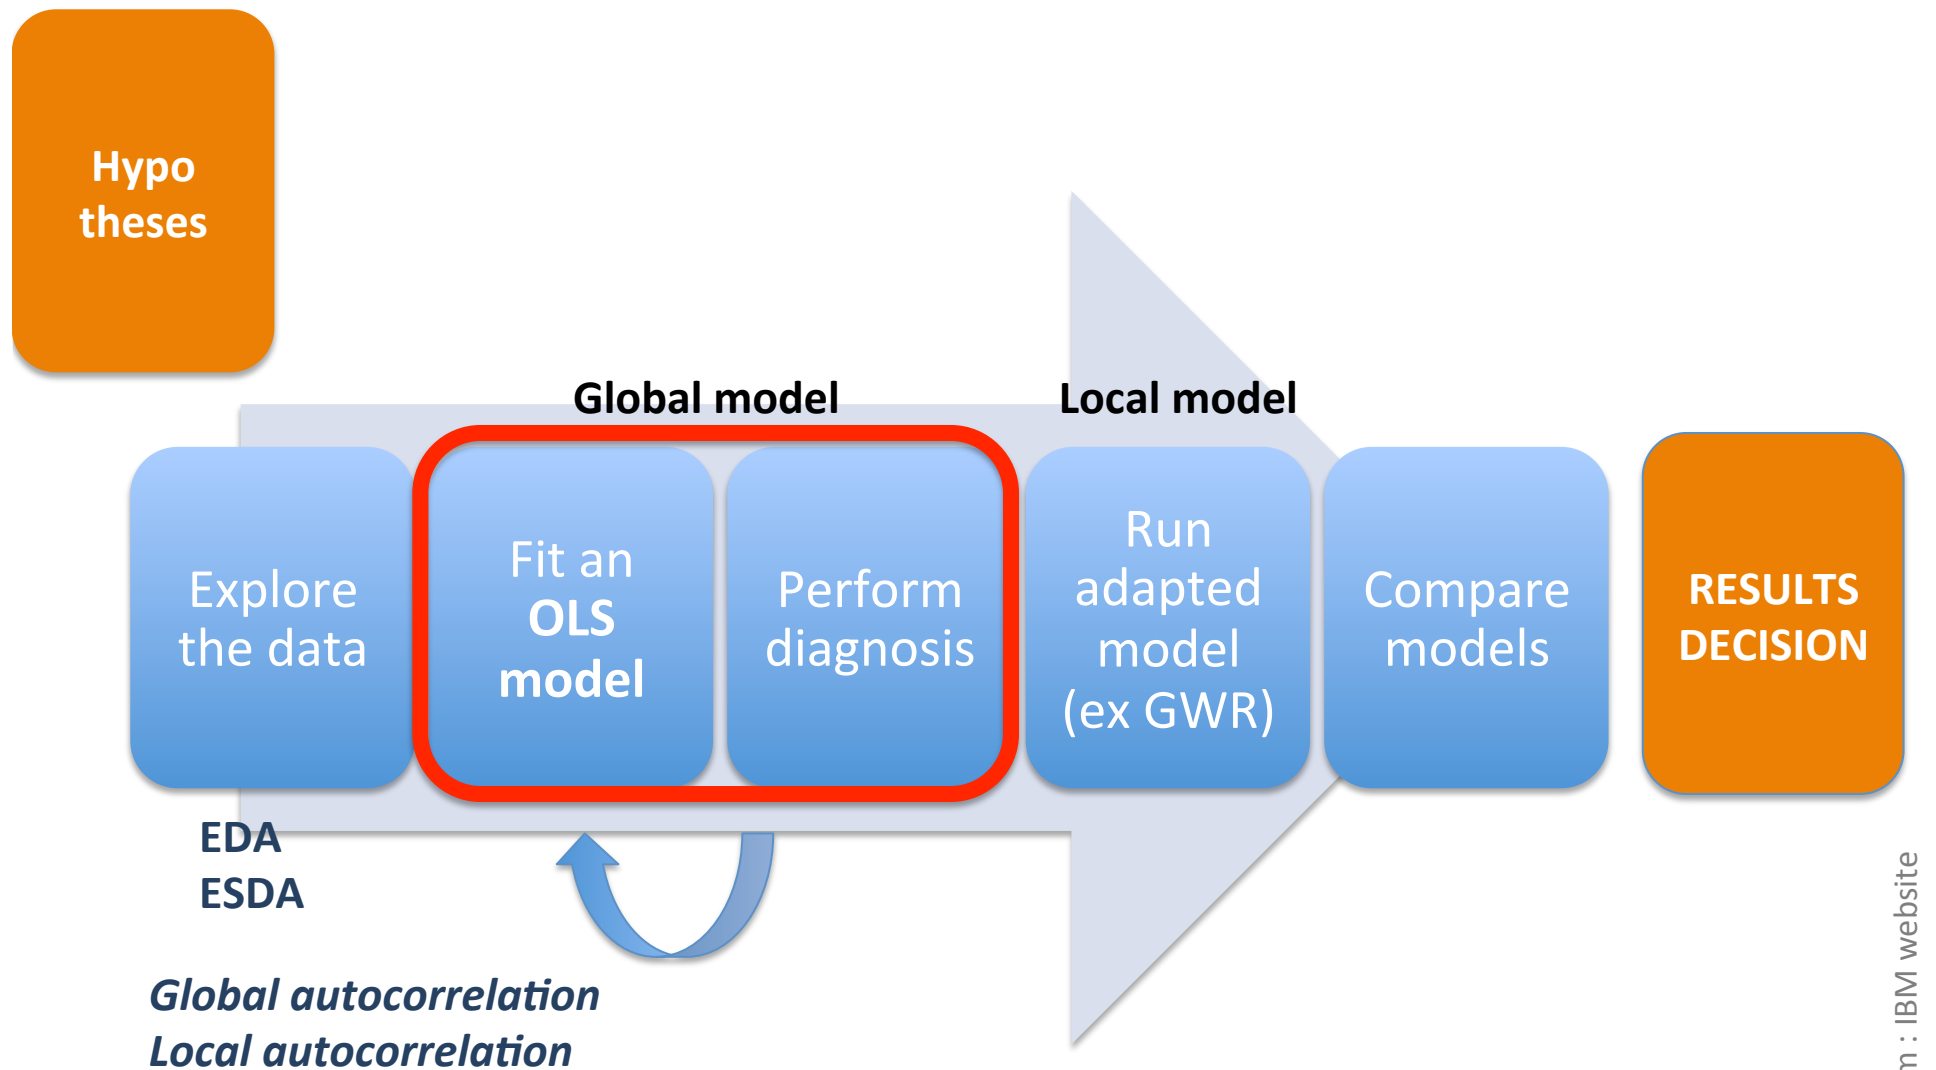 Hypo
theses
Global model
Local model
Explore
the data
Fit an
OLS
model
Perform
diagnosis
Run
adapted
model
(ex GWR)
Compare
models
RESULTS
DECISION
EDA
ESDA
Global autocorrelation
Local autocorrelation
: IBM website